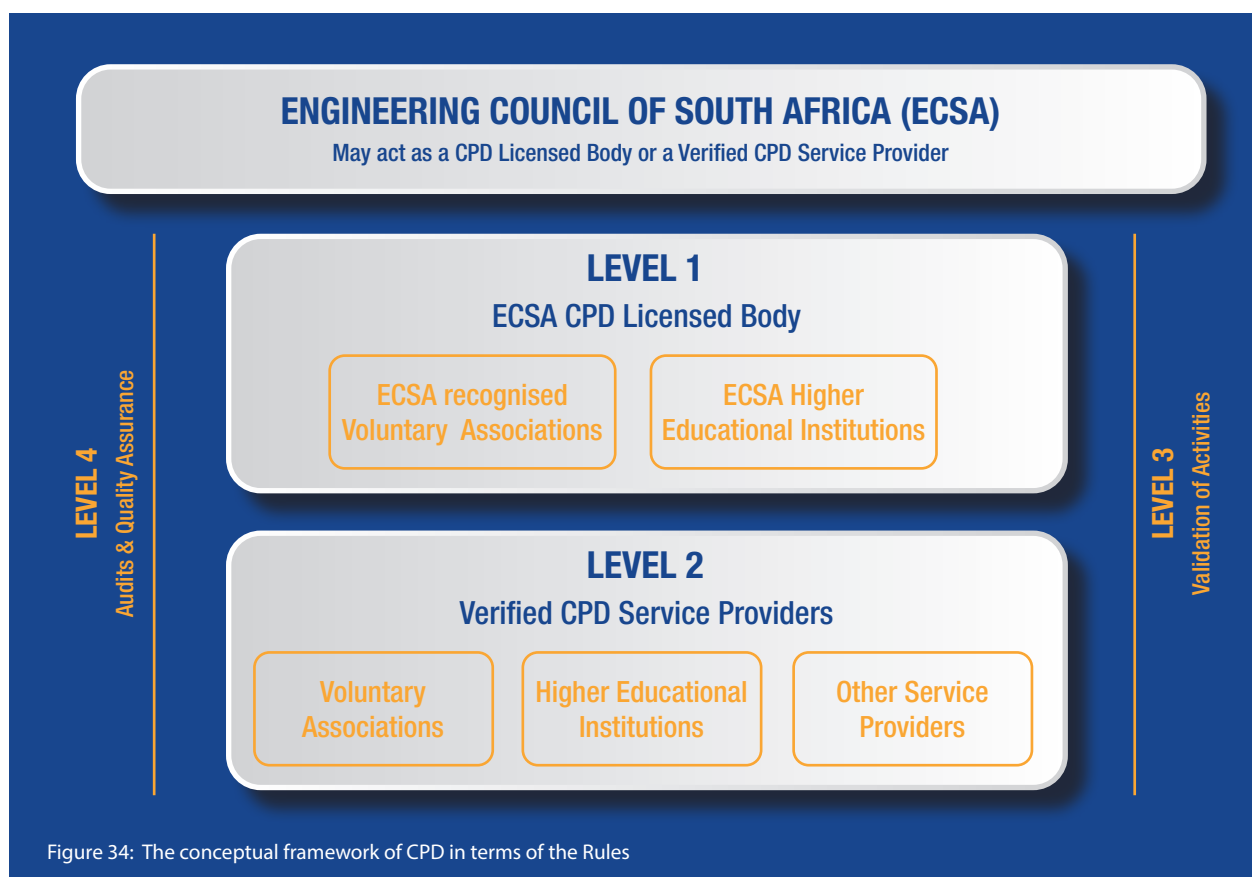 ENGINEERING COUNCIL OF SOUTH AFRICA (ECSA)
May act as a CPD Licensed Body or a Verified CPD Service Provider
LEVEL 4
Audits & Quality Assurance
LEVEL 1
ECSA CPD Licensed Body
ECSA recognised
Voluntary Associations
ECSA Higher
Educational Institutions
LEVEL 2
Verified CPD Service Providers
Voluntary
Associations
Higher Educational
Institutions
Other Service
Providers
LEVEL 3
Validation of Activities
Figure 34: The conceptual framework of CPD in terms of the Rules